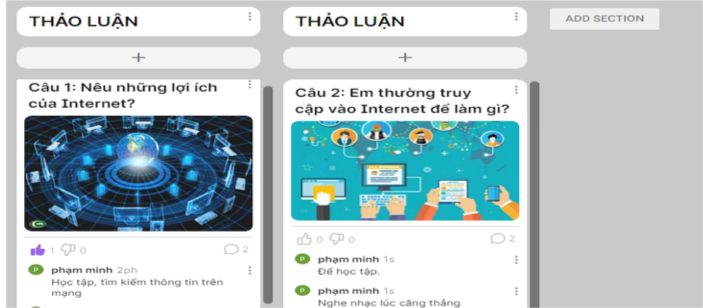 THẢO LUẬN
+
Câu 1: Nêu những lợi ích
của Internet?
1 0 2
P phạm minh 2ph
Học tập, tìm kiếm thông tin trên
mạng
THẢO LUẬN
+
Câu 2: Em thường truy
cập vào Internet để làm gì?
0 0 2
P phạm minh 1s
Để học tập.
P phạm minh 1s
Nghe nhạc lúc căng thẳng
ADD SECTION